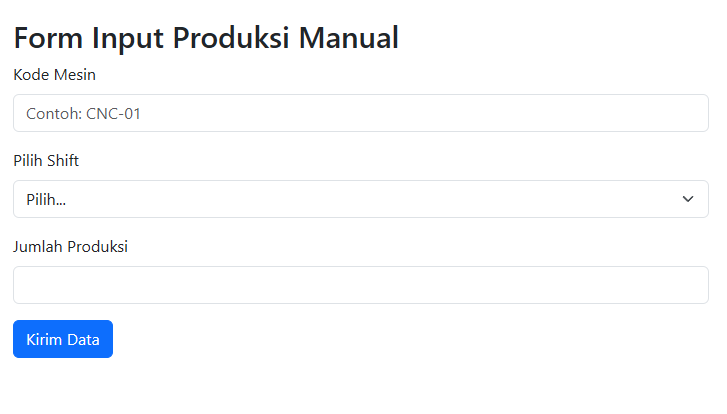 Form Input Produksi Manual
Kode Mesin
Contoh: CNC-01
Pilih Shift
Pilih...
Jumlah Produksi
Kirim Data